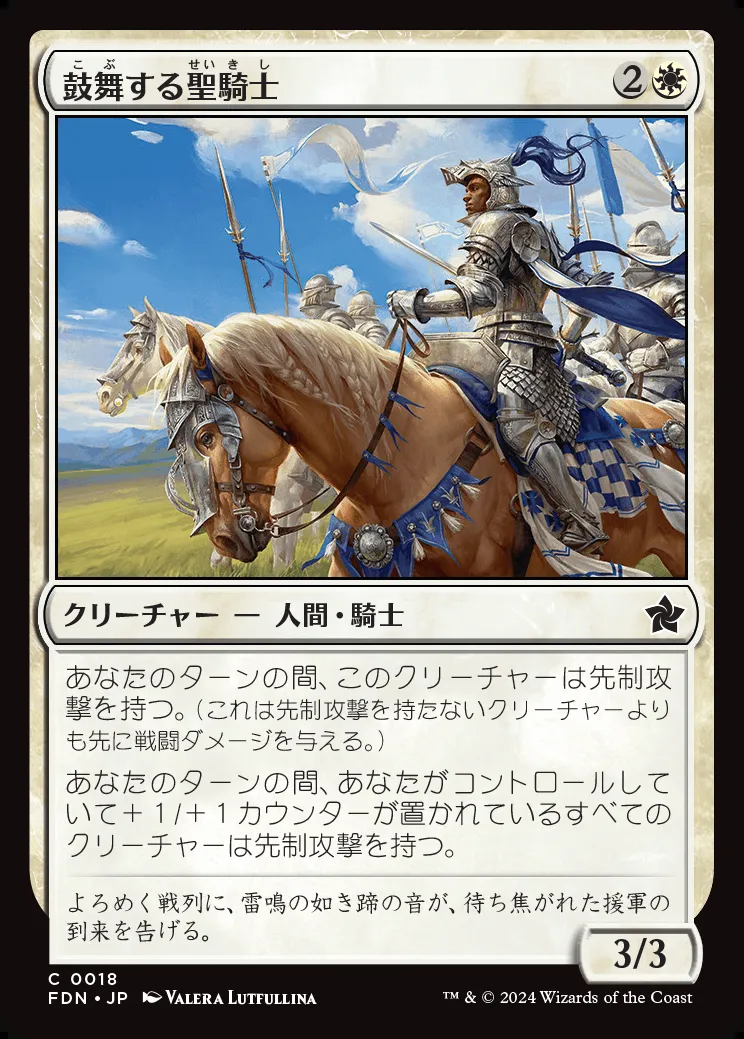 こぶ せいきし
鼓舞する聖騎士 2
クリーチャー — 人間・騎士
あなたのターンの間、このクリーチャーは先制攻
撃を持つ。（これは先制攻撃を持たないクリーチャーより
も先に戦闘ダメージを与える。）
あなたのターンの間、あなたがコントロールして
いて＋１/＋１カウンターが置かれているすべての
クリーチャーは先制攻撃を持つ。
よろめく戦列に、雷鳴の如き蹄の音が、待ち焦がれた援軍の
到来を告げる。
3/3
C 0018
FDN • JP VALERA LUTFULLINA
™ & © 2024 Wizards of the Coast